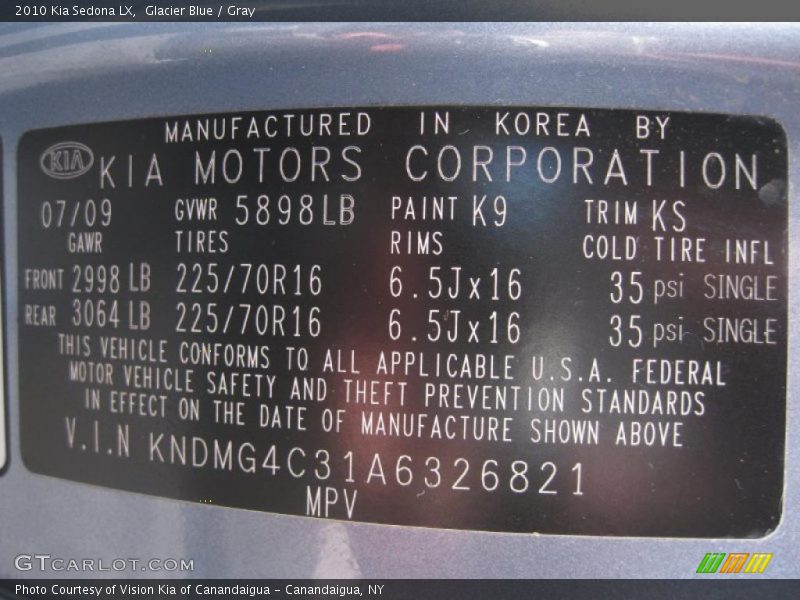 2010 Kia Sedona LX, Glacier Blue / Gray
MANUFACTURED IN KOREA BY
KIA KIA MOTORS CORPORATION
07/09 GVWR 5898LB PAINT K9 TRIM KS
GAWR TIRES RIMS COLD TIRE INFL
FRONT 2998 LB 225/70R16 6.5Jx16 35 psi SINGLE
REAR 3064 LB 225/70R16 6.5Jx16 35 psi SINGLE
THIS VEHICLE CONFORMS TO ALL APPLICABLE U.S.A. FEDERAL
MOTOR VEHICLE SAFETY AND THEFT PREVENTION STANDARDS
IN EFFECT ON THE DATE OF MANUFACTURE SHOWN ABOVE
V.I.N KNDMG4C31A6326821
MPV
GTCARLOT.COM
Photo Courtesy of Vision Kia of Canandaigua - Canandaigua, NY